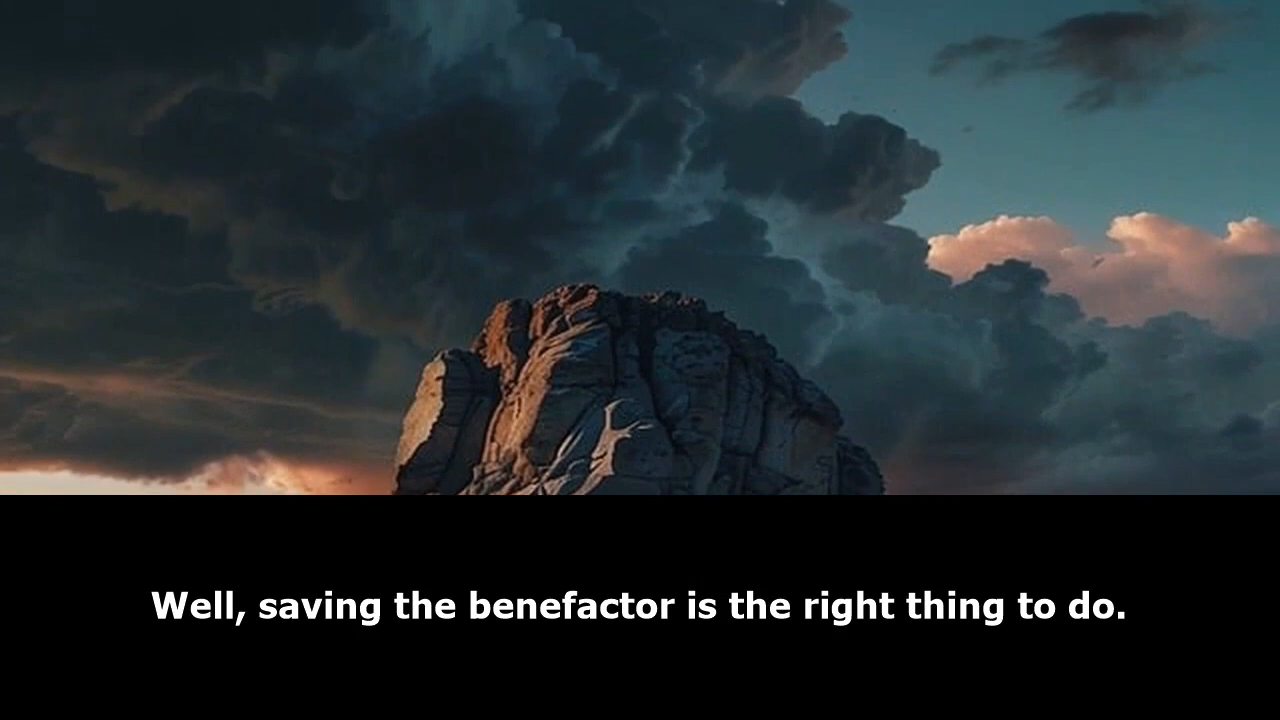 Well, saving the benefactor is the right thing to do.